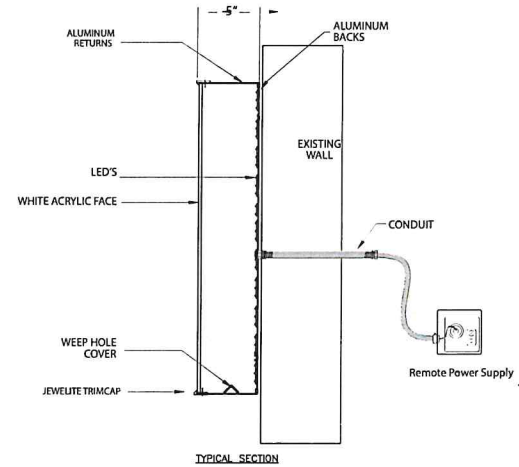 5"
ALUMINUM
RETURNS
ALUMINUM
BACKS
EXISTING
WALL
LED'S
WHITE ACRYLIC FACE
CONDUIT
WEEP HOLE
COVER
JEWELITE TRIMCAP
Remote Power Supply
TYPICAL SECTION